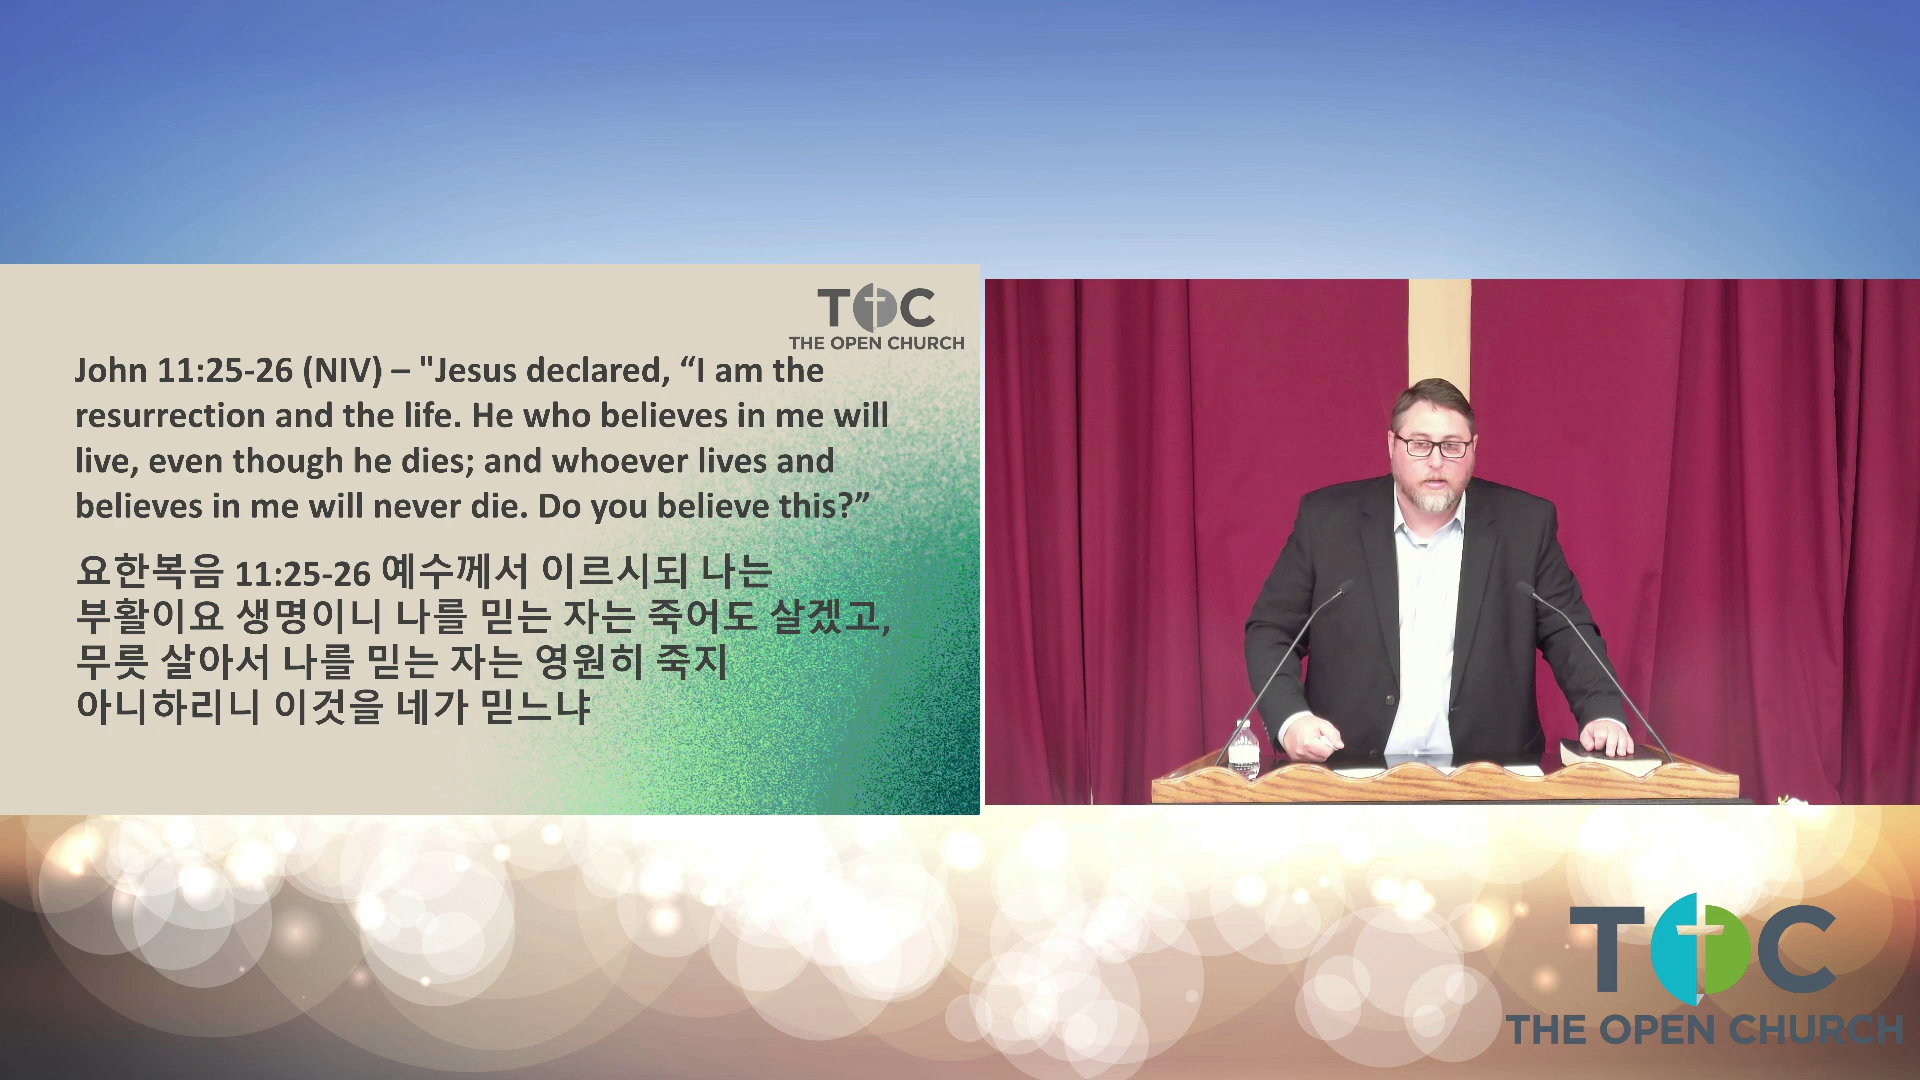 TOC
THE OPEN CHURCH
John 11:25-26 (NIV) – "Jesus declared, “I am the
resurrection and the life. He who believes in me will
live, even though he dies; and whoever lives and
believes in me will never die. Do you believe this?”
요한복음 11:25-26 예수께서 이르시되 나는
부활이요 생명이니 나를 믿는 자는 죽어도 살겠고,
무릇 살아서 나를 믿는 자는 영원히 죽지
아니하리니 이것을 네가 믿느냐
TOC
THE OPEN CHURCH